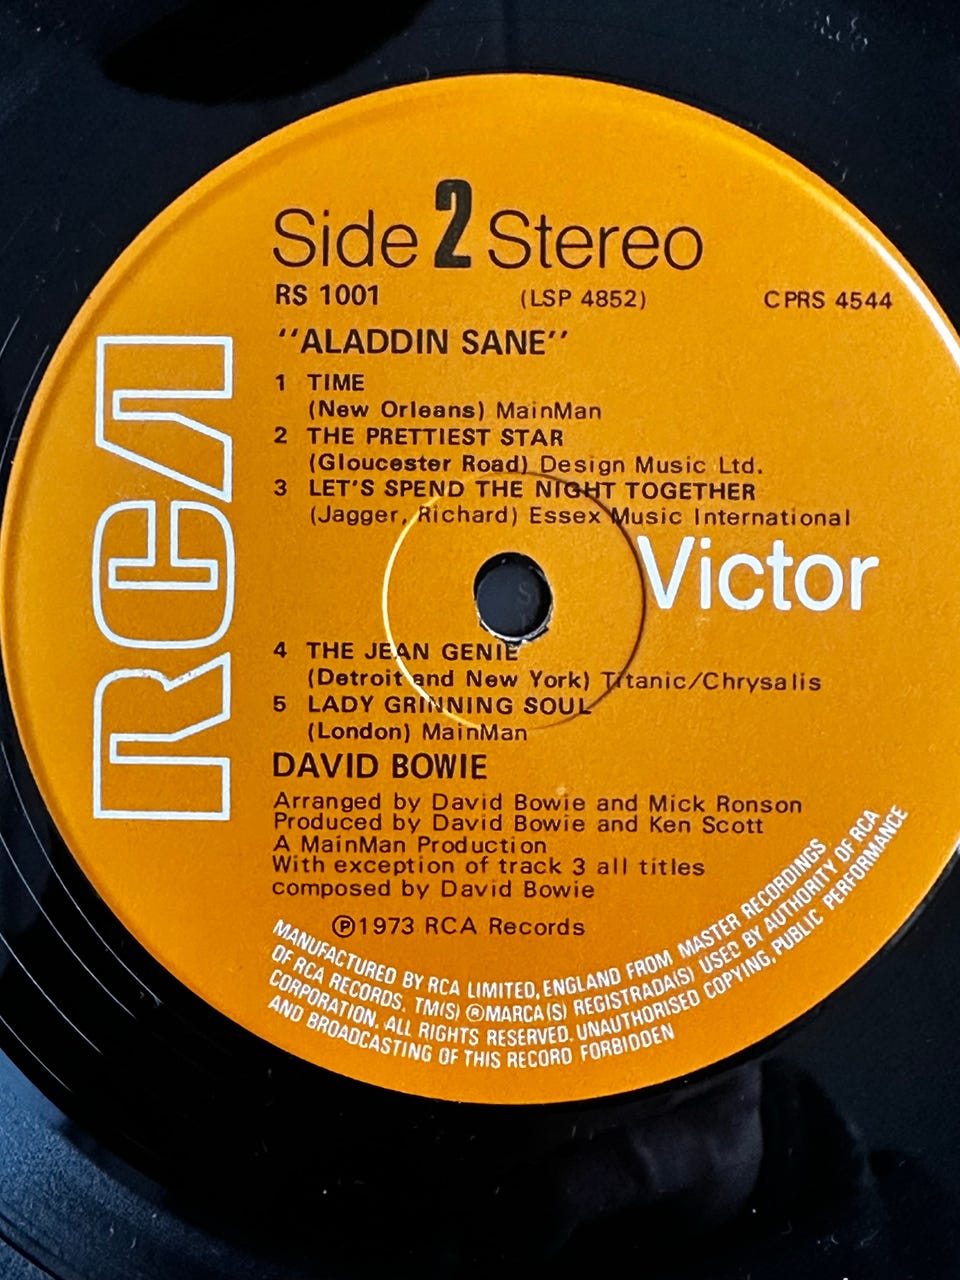 Side 2 Stereo
RS 1001 (LSP 4852) CPRS 4544
"ALADDIN SANE"
1 TIME
(New Orleans) MainMan
2 THE PRETTIEST STAR
(Gloucester Road) Design Music Ltd.
3 LET'S SPEND THE NIGHT TOGETHER
(Jagger, Richard) Essex Music International
RCA
Victor
4 THE JEAN GENIE
(Detroit and New York) Titanic/Chrysalis
5 LADY GRINNING SOUL
(London) MainMan
DAVID BOWIE
Arranged by David Bowie and Mick Ronson
Produced by David Bowie and Ken Scott
A MainMan Production
With exception of track 3 all titles
composed by David Bowie
Ⓟ1973 RCA Records
MANUFACTURED BY RCA LIMITED, ENGLAND FROM MASTER RECORDINGS
OF RCA RECORDS. TM(S) ®MARCA(S) REGISTRADA(S) USED BY AUTHORITY OF RCA
CORPORATION. ALL RIGHTS RESERVED. UNAUTHORISED COPYING, PUBLIC PERFORMANCE
AND BROADCASTING OF THIS RECORD FORBIDDEN